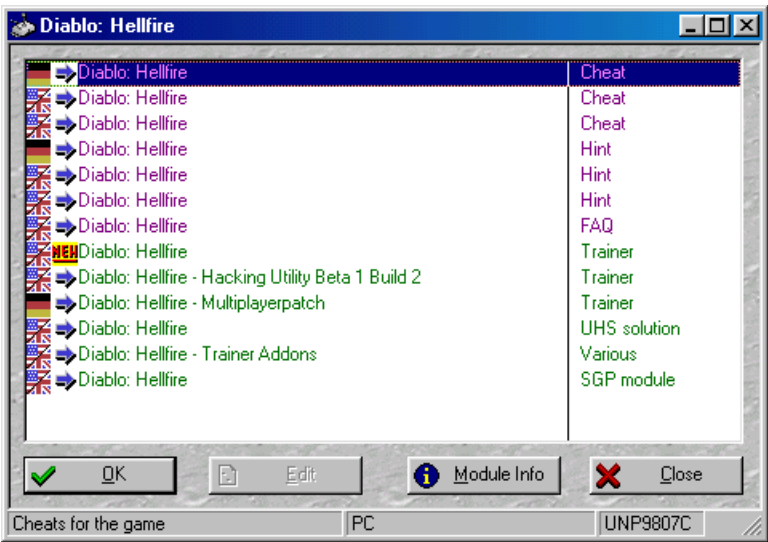 Diablo: Hellfire
Diablo: Hellfire Cheat
Diablo: Hellfire Cheat
Diablo: Hellfire Cheat
Diablo: Hellfire Hint
Diablo: Hellfire Hint
Diablo: Hellfire Hint
Diablo: Hellfire FAQ
NEW Diablo: Hellfire Trainer
Diablo: Hellfire - Hacking Utility Beta 1 Build 2 Trainer
Diablo: Hellfire - Multiplayerpatch Trainer
Diablo: Hellfire UHS solution
Diablo: Hellfire - Trainer Addons Various
Diablo: Hellfire SGP module
OK Edit Module Info Close
Cheats for the game PC UNP9807C